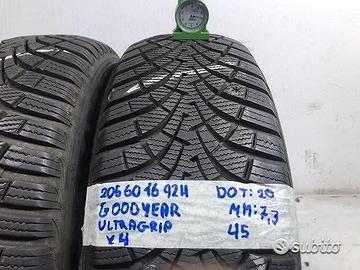 205 60 16 92H DOT: 20
GOODYEAR MM: 7,3
ULTRAGRIP 45
x4
subito